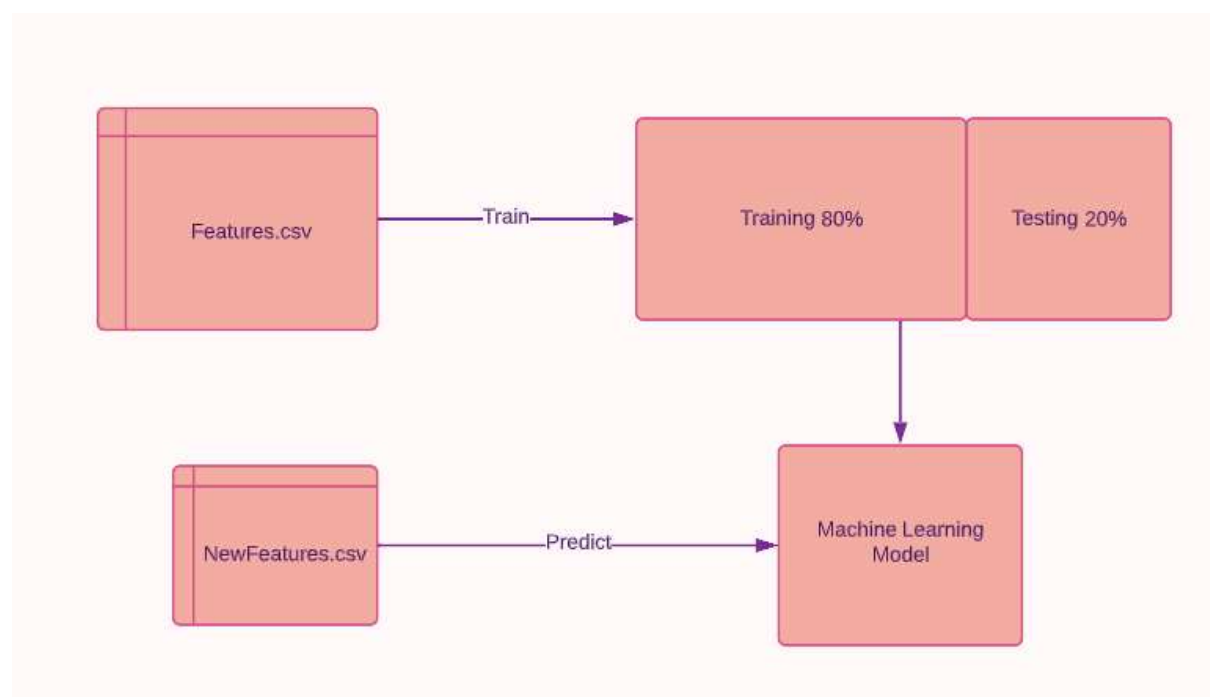 Features.csv
Train
Training 80%
Testing 20%
NewFeatures.csv
Predict
Machine Learning
Model